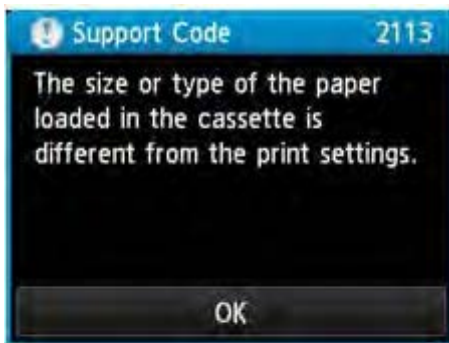 Support Code 2113
The size or type of the paper
loaded in the cassette is
different from the print settings.
OK